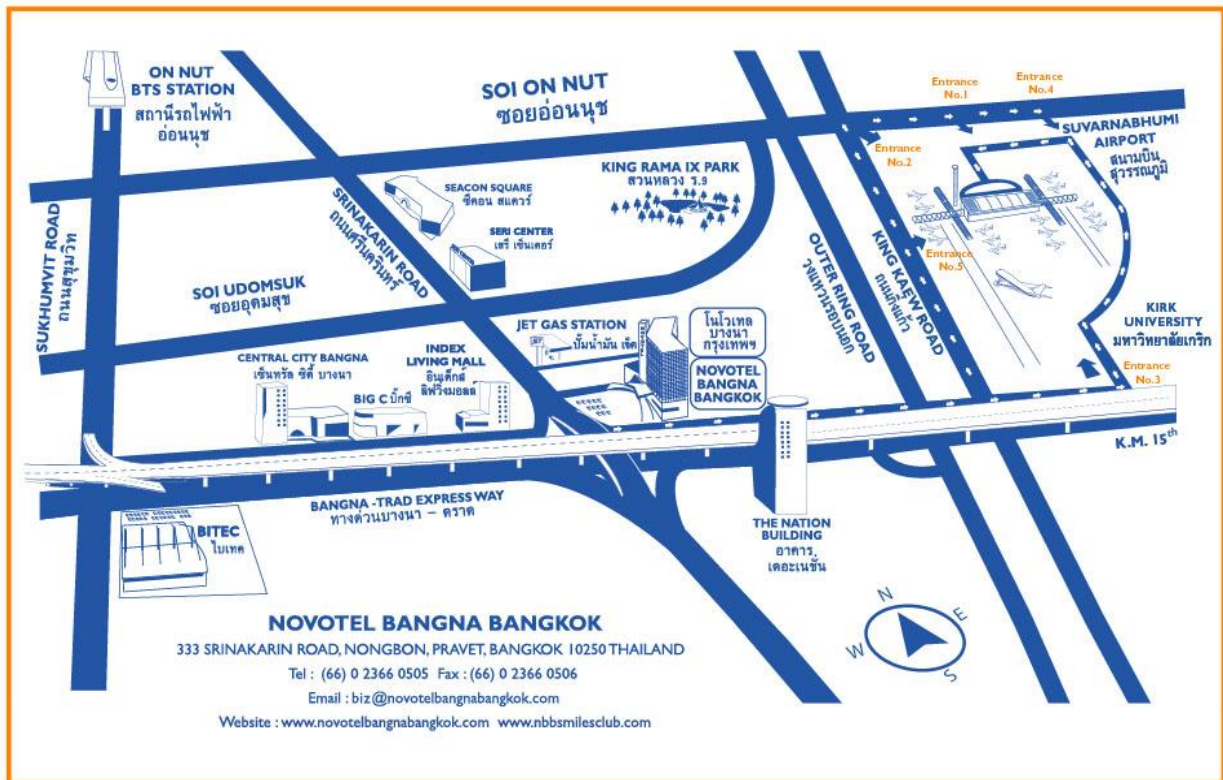 ON NUT
BTS STATION
สถานีรถไฟฟ้า
อ่อนนุช
SOI ON NUT
ซอยอ่อนนุช
Entrance
No.1
Entrance
No.4
SUVARNABHUMI
AIRPORT
สนามบิน
สุวรรณภูมิ
Entrance
No.2
KING RAMA IX PARK
สวนหลวง ร.9
SEACON SQUARE
ซีคอน สแควร์
SERI CENTER
เสรี เซ็นเตอร์
SRINAKARIN ROAD
ถนนศรีนครินทร์
SUKHUMVIT ROAD
ถนนสุขุมวิท
SOI UDOMSUK
ซอยอุดมสุข
OUTER RING ROAD
วงแหวนรอบนอก
KING KAEW ROAD
ถนนกิ่งแก้ว
Entrance
No.5
KIRK
UNIVERSITY
มหาวิทยาลัยเกริก
Entrance
No.3
JET GAS STATION
ปั๊มน้ำมัน เจ็ต
โนโวเทล
บางนา
กรุงเทพฯ
NOVOTEL
BANGNA
BANGKOK
CENTRAL CITY BANGNA
เซ็นทรัล ซิตี้ บางนา
BIG C บิ๊กซี
INDEX
LIVING MALL
อินเด็กส์
ลิฟวิ่งมอลล์
K.M. 15th
BANGNA -TRAD EXPRESS WAY
ทางด่วนบางนา – ตราด
BITEC
ไบเทค
THE NATION
BUILDING
อาคาร
เดอะเนชั่น
N
E
W
S
NOVOTEL BANGNA BANGKOK
333 SRINAKARIN ROAD, NONGBON, PRAVET, BANGKOK 10250 THAILAND
Tel : (66) 0 2366 0505 Fax : (66) 0 2366 0506
Email : biz@novotelbangnabangkok.com
Website : www.novotelbangnabangkok.com www.nbbsmilesclub.com